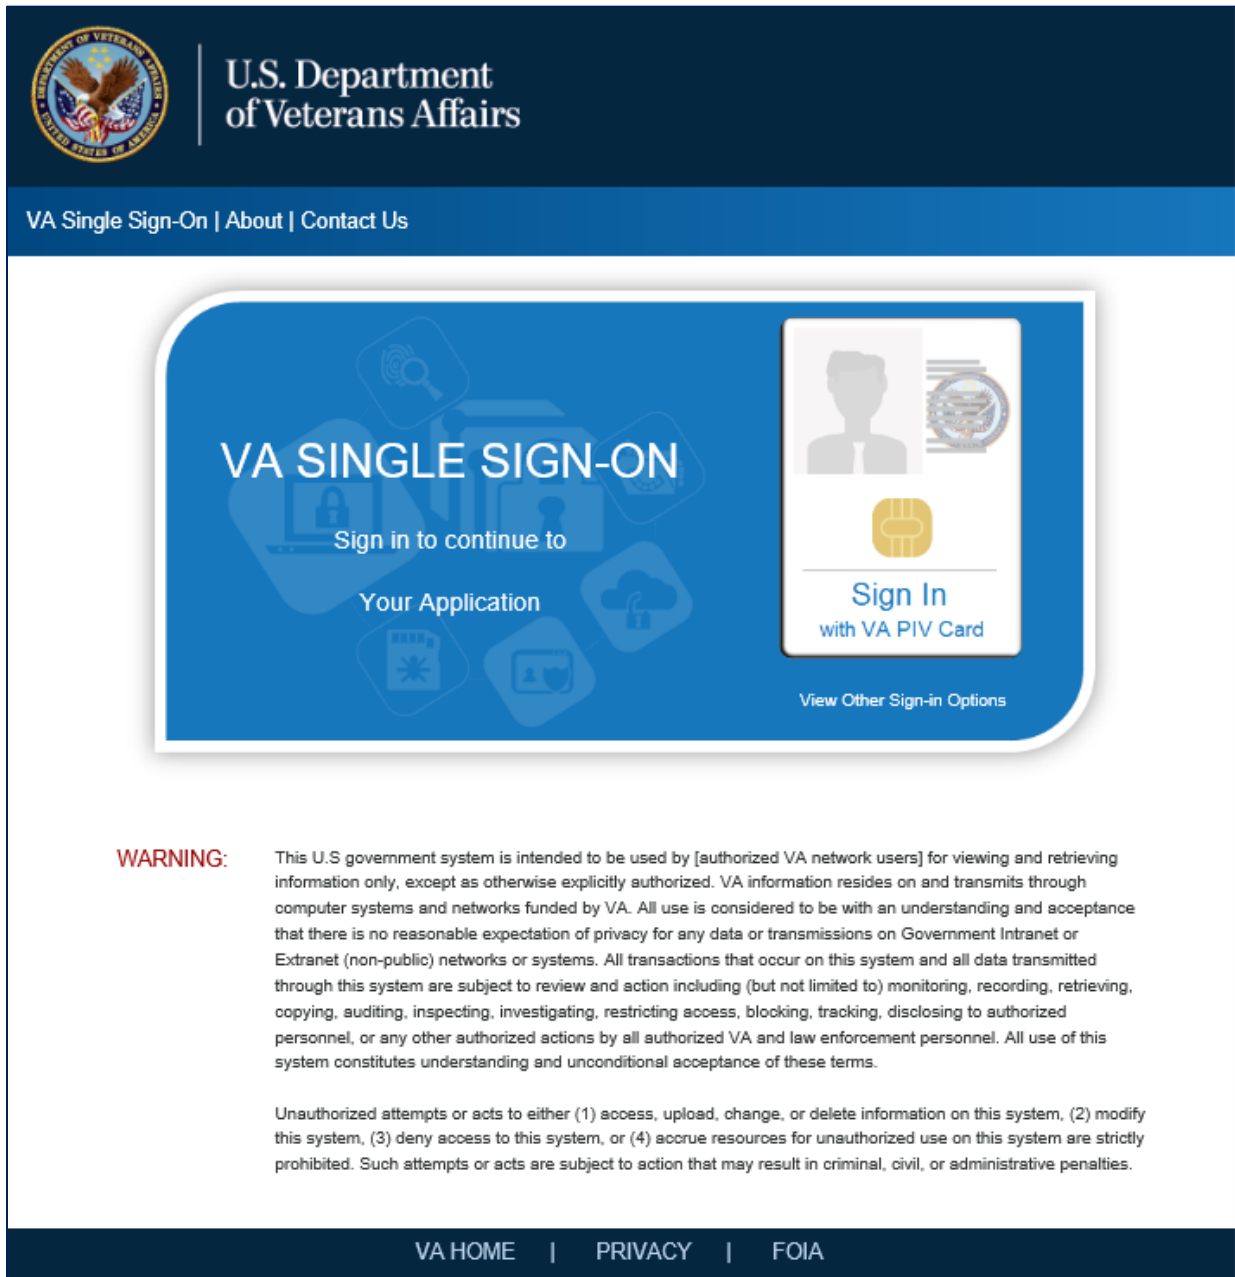 DEPARTMENT OF VETERANS AFFAIRS
UNITED STATES OF AMERICA
U.S. Department
of Veterans Affairs
VA Single Sign-On | About | Contact Us
VA SINGLE SIGN-ON
Sign in to continue to
Your Application
Sign In
with VA PIV Card
View Other Sign-in Options
WARNING:
This U.S government system is intended to be used by [authorized VA network users] for viewing and retrieving
information only, except as otherwise explicitly authorized. VA information resides on and transmits through
computer systems and networks funded by VA. All use is considered to be with an understanding and acceptance
that there is no reasonable expectation of privacy for any data or transmissions on Government Intranet or
Extranet (non-public) networks or systems. All transactions that occur on this system and all data transmitted
through this system are subject to review and action including (but not limited to) monitoring, recording, retrieving,
copying, auditing, inspecting, investigating, restricting access, blocking, tracking, disclosing to authorized
personnel, or any other authorized actions by all authorized VA and law enforcement personnel. All use of this
system constitutes understanding and unconditional acceptance of these terms.
Unauthorized attempts or acts to either (1) access, upload, change, or delete information on this system, (2) modify
this system, (3) deny access to this system, or (4) accrue resources for unauthorized use on this system are strictly
prohibited. Such attempts or acts are subject to action that may result in criminal, civil, or administrative penalties.
VA HOME | PRIVACY | FOIA